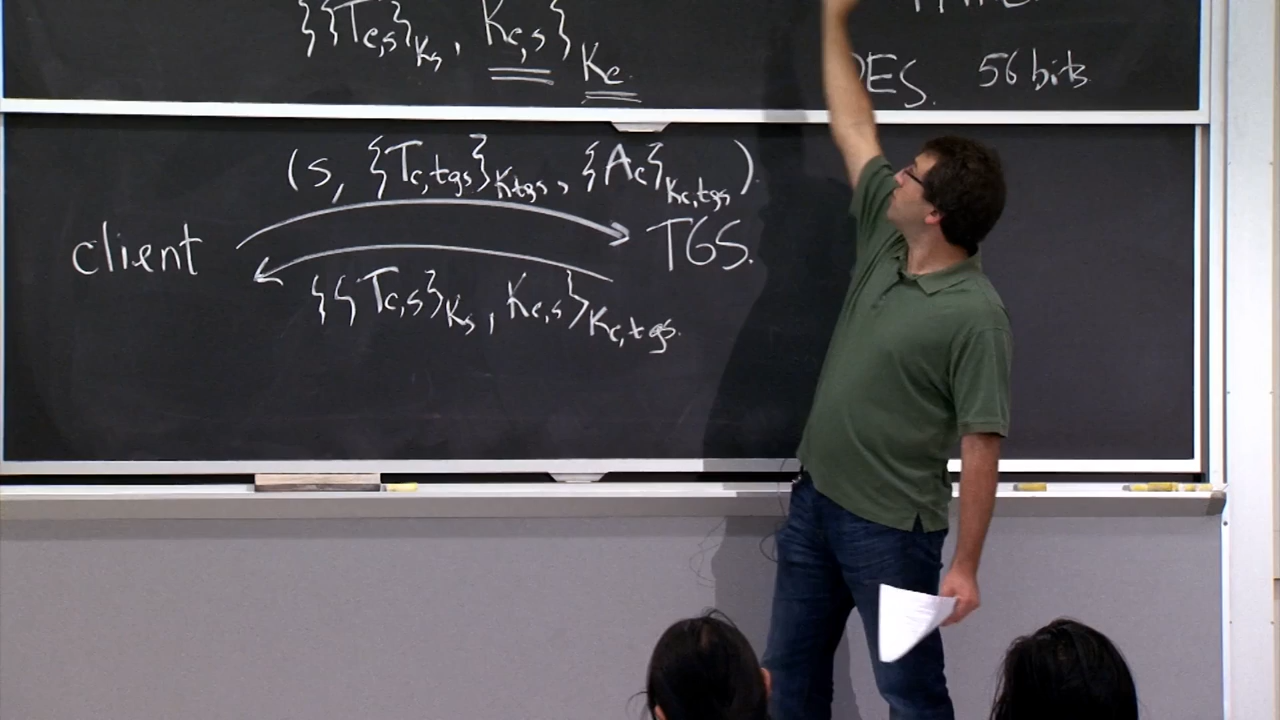 {{Tc,s}Ks, Kc,s}Kc
DES. 56 bits
(s, {Tc,tgs}Ktgs, {Ac}Kc,tgs).
client
TGS.
{{Tc,s}Ks, Kc,s}Kc,tgs.